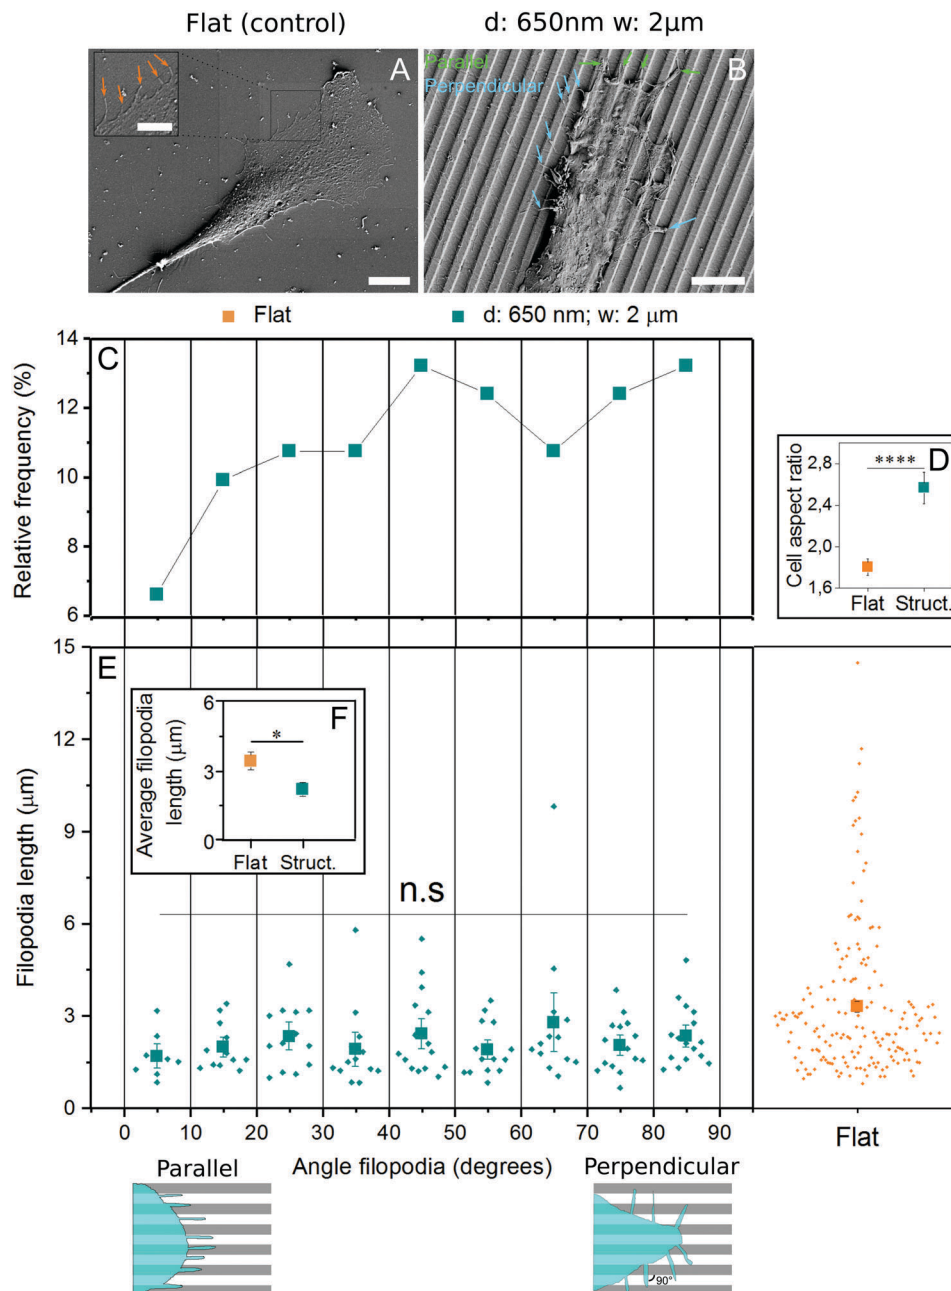 Flat (control)
d: 650nm w: 2µm
A
Parallel
B
Perpendicular
Flat
d: 650 nm; w: 2 µm
C
Relative frequency (%)
14
12
10
8
6
D
Cell aspect ratio
****
2,8
2,4
2,0
1,6
Flat Struct.
E
Filopodia length (µm)
15
12
9
6
3
0
F
Average filopodia
length (µm)
6
3
0
*
Flat Struct.
n.s
0 10 20 30 40 50 60 70 80 90
Flat
Parallel
Angle filopodia (degrees)
Perpendicular
90°